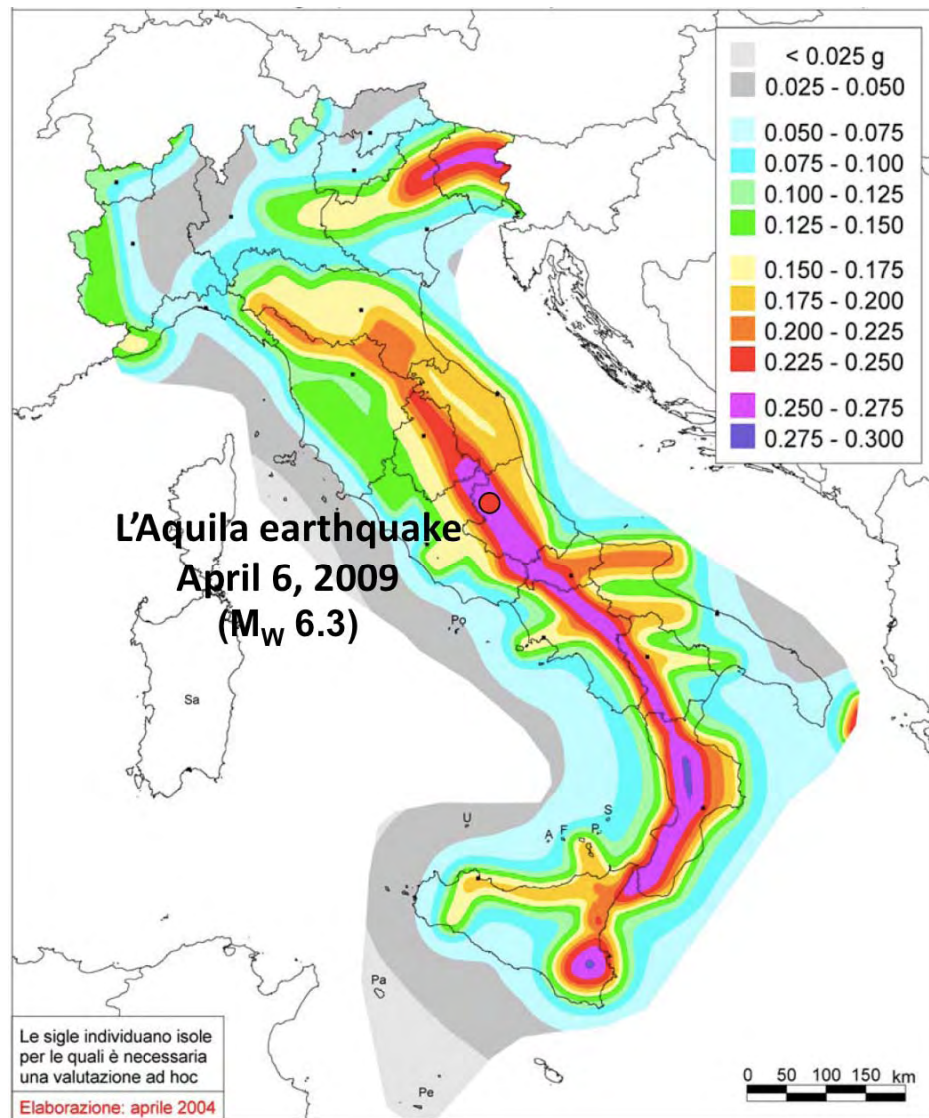 < 0.025 g
0.025 - 0.050
0.050 - 0.075
0.075 - 0.100
0.100 - 0.125
0.125 - 0.150
0.150 - 0.175
0.175 - 0.200
0.200 - 0.225
0.225 - 0.250
0.250 - 0.275
0.275 - 0.300
L'Aquila earthquake
April 6, 2009
(MW 6.3)
Po
Sa
U
A
F
P
S
Pa
Pe
Le sigle individuano isole
per le quali è necessaria
una valutazione ad hoc
Elaborazione: aprile 2004
0 50 100 150 km